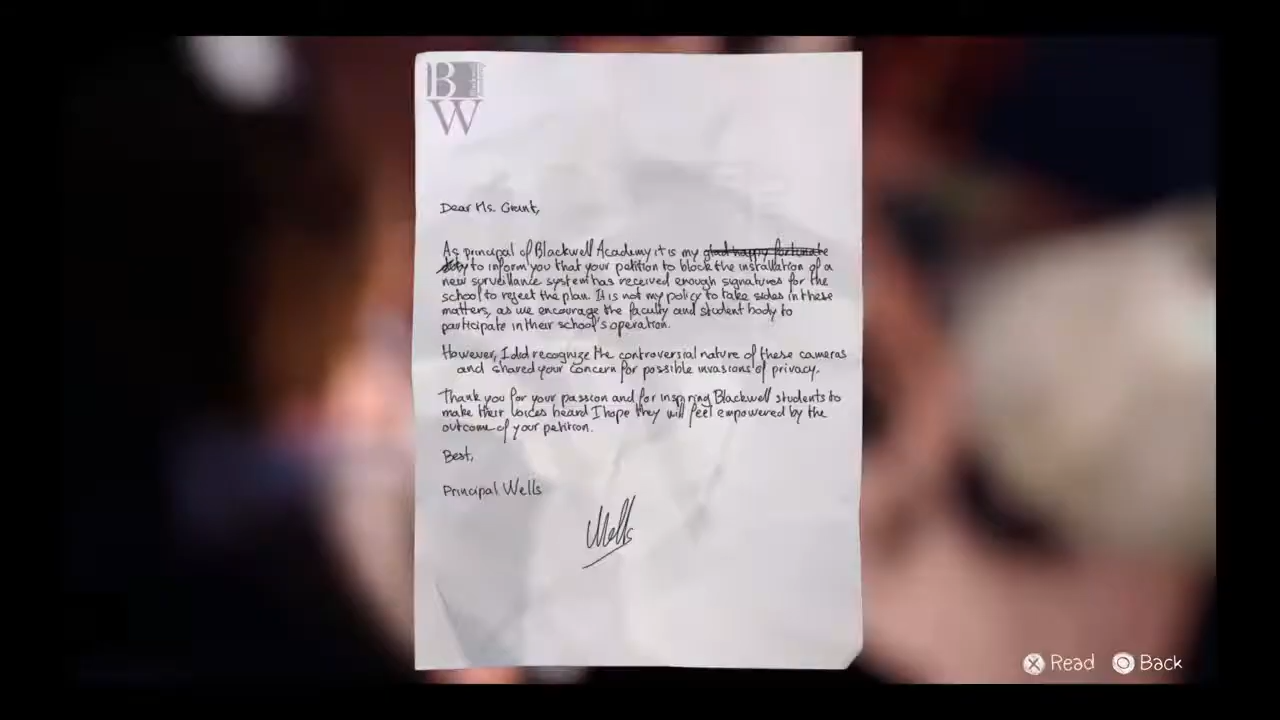 B
Blackwell
W
Dear Ms. Grant,
As principal of Blackwell Academy it is my glad happy fortunate
duty to inform you that your petition to block the installation of a
new surveillance system has received enough signatures for the
school to reject the plan. It is not my policy to take sides in these
matters, as we encourage the faculty and student body to
participate in their school's operation.
However, I did recognize the controversial nature of these cameras
and shared your concern for possible invasions of privacy.
Thank you for your passion and for inspiring Blackwell students to
make their voices heard I hope they will feel empowered by the
outcome of your petition.
Best,
Principal Wells
Wells
Read Back